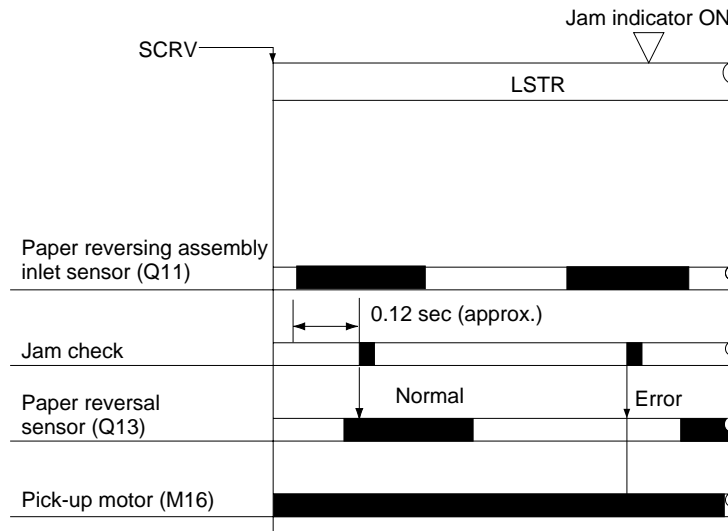 Jam indicator ON
SCRV
LSTR
Paper reversing assembly
inlet sensor (Q11)
0.12 sec (approx.)
Jam check
Normal
Error
Paper reversal
sensor (Q13)
Pick-up motor (M16)